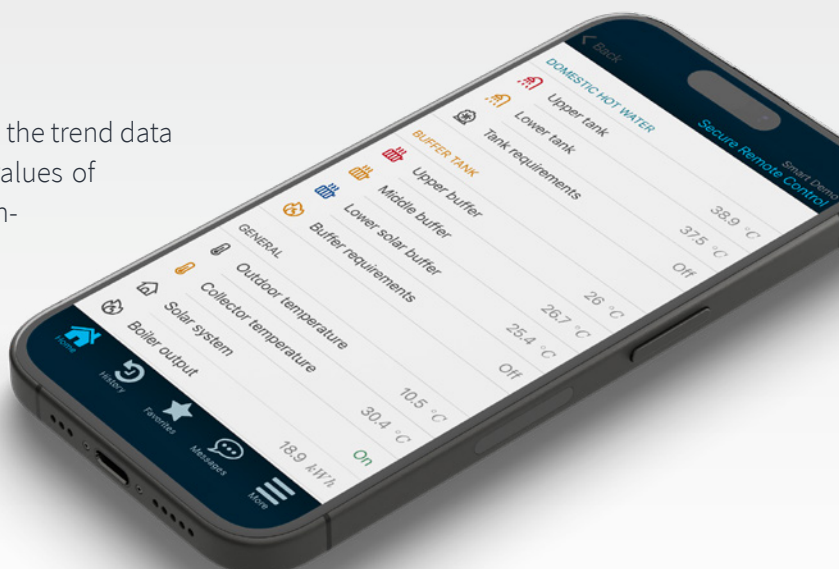 the trend data
alues of
n-
Back
Smart Demo
Secure Remote Control
DOMESTIC HOT WATER
Upper tank 38.9 °C
Lower tank 37.5 °C
Tank requirements Off
BUFFER TANK
Upper buffer 26 °C
Middle buffer 26.7 °C
Lower solar buffer 25.4 °C
Buffer requirements Off
GENERAL
Outdoor temperature 10.5 °C
Collector temperature 30.4 °C
Solar system On
Boiler output 18.9 kWh
Home
History
Favorites
Messages
More